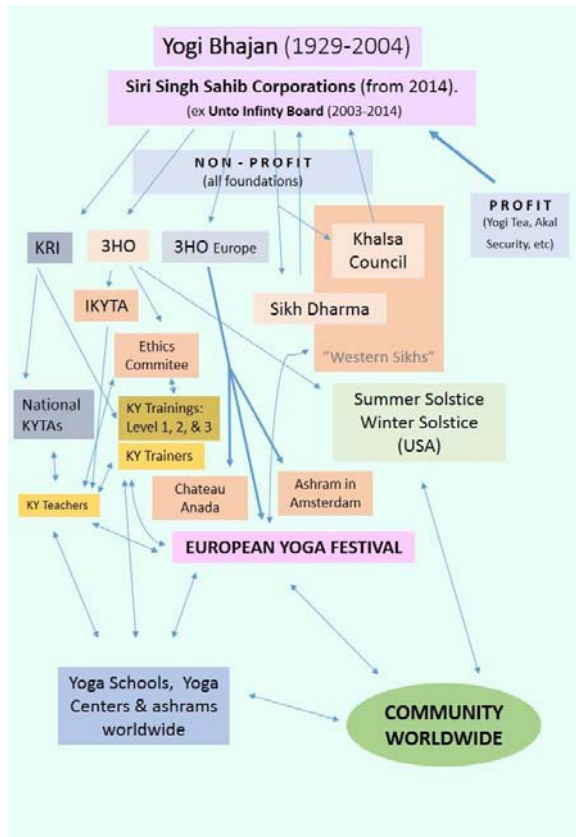 Yogi Bhajan (1929-2004)
Siri Singh Sahib Corporations (from 2014).
(ex Unto Infinty Board (2003-2014)
NON - PROFIT
(all foundations)
PROFIT
(Yogi Tea, Akal
Security, etc)
KRI
3HO
3HO Europe
Khalsa
Council
Sikh Dharma
"Western Sikhs"
IKYTA
Ethics
Commitee
National
KYTAs
KY Trainings:
Level 1, 2, & 3
KY Trainers
KY Teachers
Summer Solstice
Winter Solstice
(USA)
Chateau
Anada
Ashram in
Amsterdam
EUROPEAN YOGA FESTIVAL
Yoga Schools, Yoga
Centers & ashrams
worldwide
COMMUNITY
WORLDWIDE